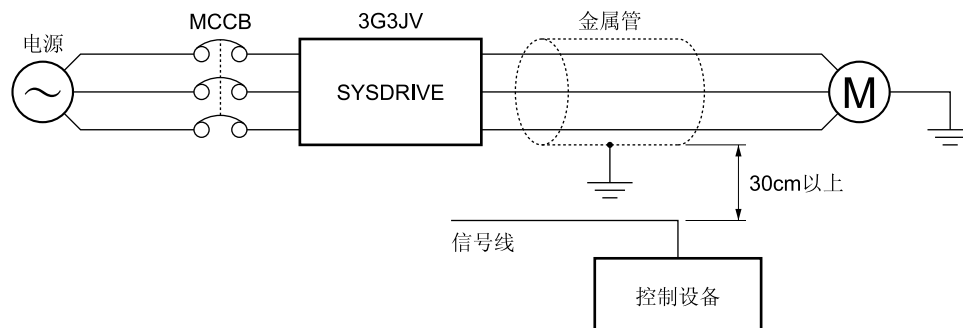 电源
MCCB
3G3JV
SYSDRIVE
金属管
M
30cm以上
信号线
控制设备